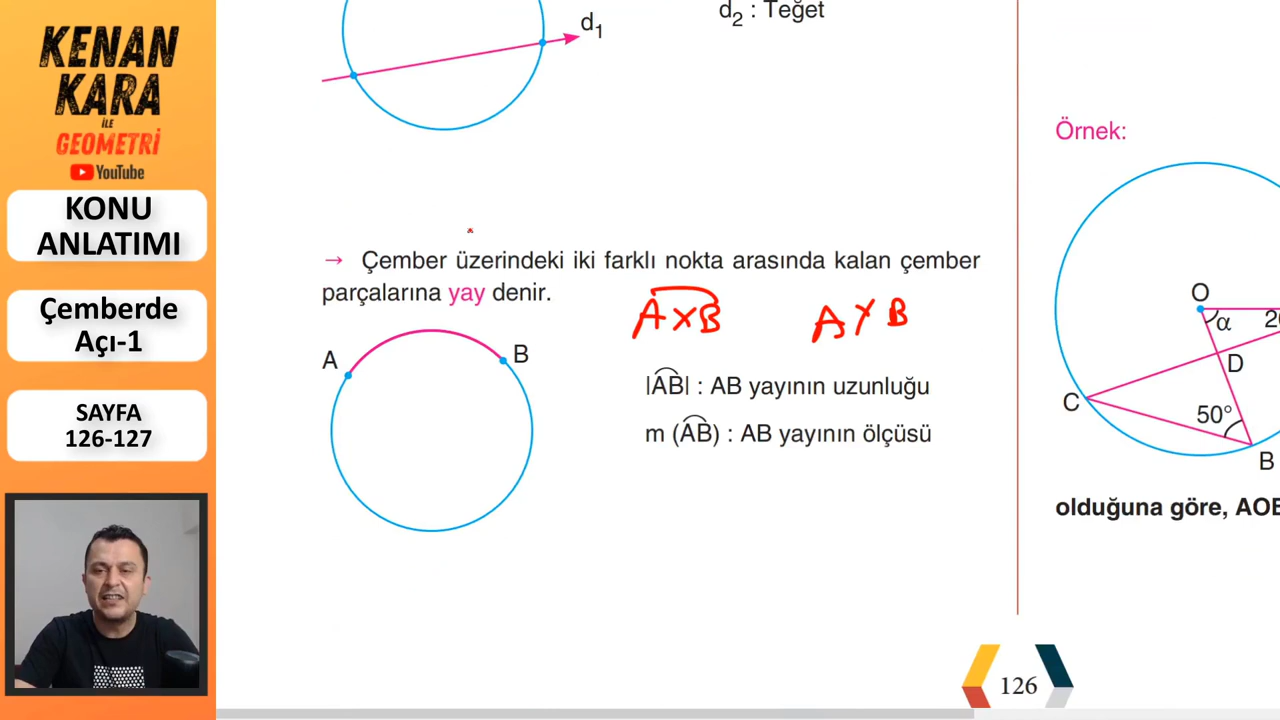 KENAN
KARA
İLE
GEOMETRİ
YouTube
KONU
ANLATIMI
Çemberde
Açı-1
SAYFA
126-127
d₁
d₂ : Teğet
→ Çember üzerindeki iki farklı nokta arasında kalan çember
parçalarına yay denir.
AXB
AXB
A
B
|AB| : AB yayının uzunluğu
m (AB) : AB yayının ölçüsü
Örnek:
O
α
D
C
50°
B
olduğuna göre,
126